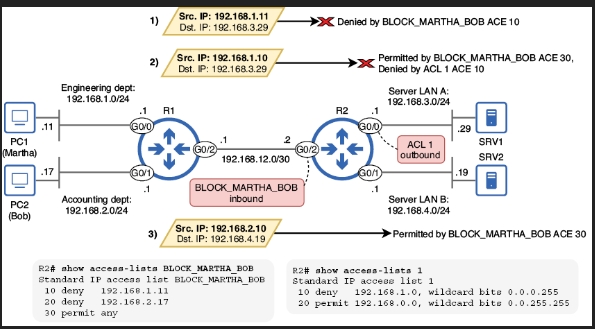 1)
Src. IP: 192.168.1.11
Dst. IP: 192.168.3.29
Denied by BLOCK_MARTHA_BOB ACE 10
2)
Src. IP: 192.168.1.10
Dst. IP: 192.168.3.29
Permitted by BLOCK_MARTHA_BOB ACE 30,
Denied by ACL 1 ACE 10
Engineering dept:
192.168.1.0/24
Server LAN A:
192.168.3.0/24
PC1
(Martha)
.11
.1
G0/0
R1
G0/2
.1
192.168.12.0/30
.2
G0/2
R2
G0/0
.1
.29
SRV1
ACL 1
outbound
SRV2
PC2
(Bob)
.17
G0/1
.1
BLOCK_MARTHA_BOB
inbound
G0/1
.1
.19
Accounting dept:
192.168.2.0/24
Server LAN B:
192.168.4.0/24
3)
Src. IP: 192.168.2.10
Dst. IP: 192.168.4.19
Permitted by BLOCK_MARTHA_BOB ACE 30
R2# show access-lists BLOCK_MARTHA_BOB
Standard IP access list BLOCK_MARTHA_BOB
10 deny 192.168.1.11
20 deny 192.168.2.17
30 permit any
R2# show access-lists 1
Standard IP access list 1
10 deny 192.168.1.0, wildcard bits 0.0.0.255
20 permit 192.168.0.0, wildcard bits 0.0.255.255